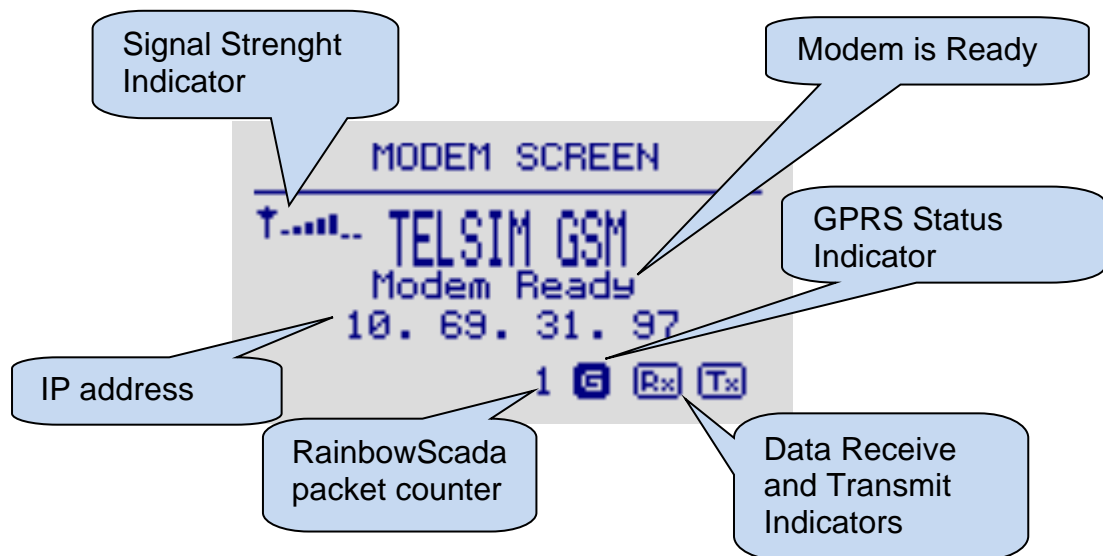 Signal Strenght
Indicator
Modem is Ready
MODEM SCREEN
TELSIM GSM
GPRS Status
Indicator
Modem Ready
10. 69. 31. 97
IP address
1 G Rx Tx
RainbowScada
packet counter
Data Receive
and Transmit
Indicators